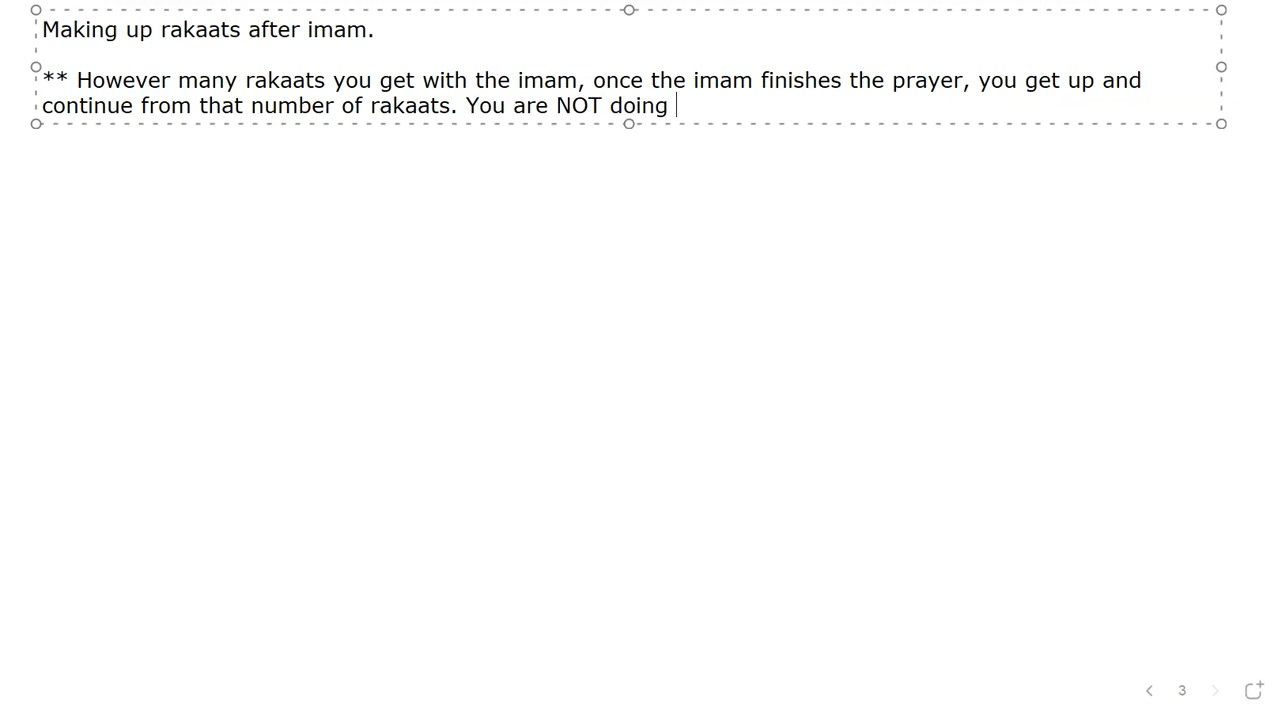 Making up rakaats after imam.
** However many rakaats you get with the imam, once the imam finishes the prayer, you get up and
continue from that number of rakaats. You are NOT doing
3